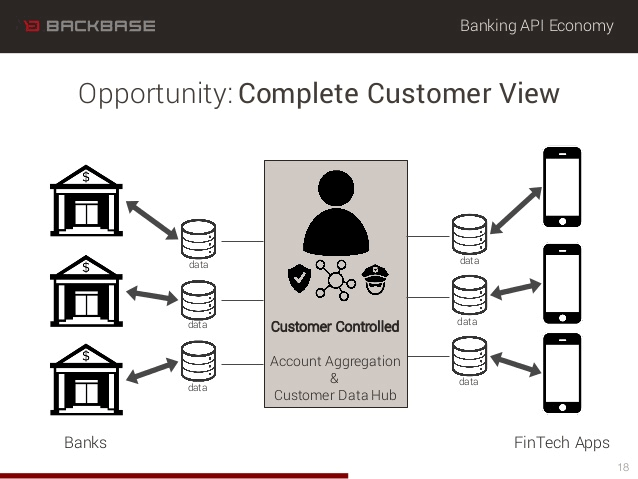 BACKBASE
Banking API Economy
Opportunity: Complete Customer View
$
$
$
data
data
data
data
data
data
Customer Controlled
Account Aggregation
&
Customer Data Hub
Banks
FinTech Apps
18